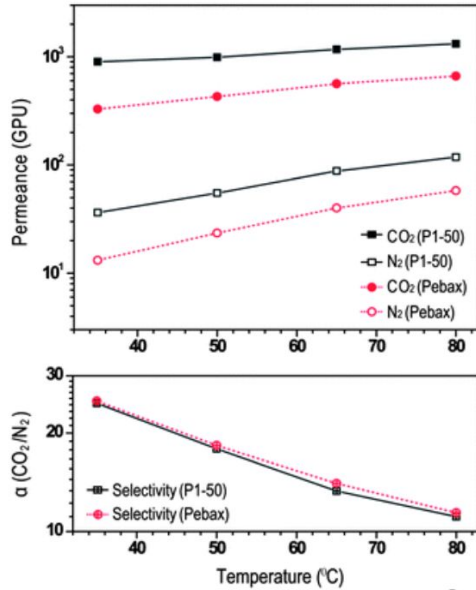 Permeance (GPU)
10³
10²
10¹
CO₂ (P1-50)
N₂ (P1-50)
CO₂ (Pebax)
N₂ (Pebax)
40 50 60 70 80
α (CO₂/N₂)
30
20
10
Selectivity (P1-50)
Selectivity (Pebax)
40 50 60 70 80
Temperature (⁰C)